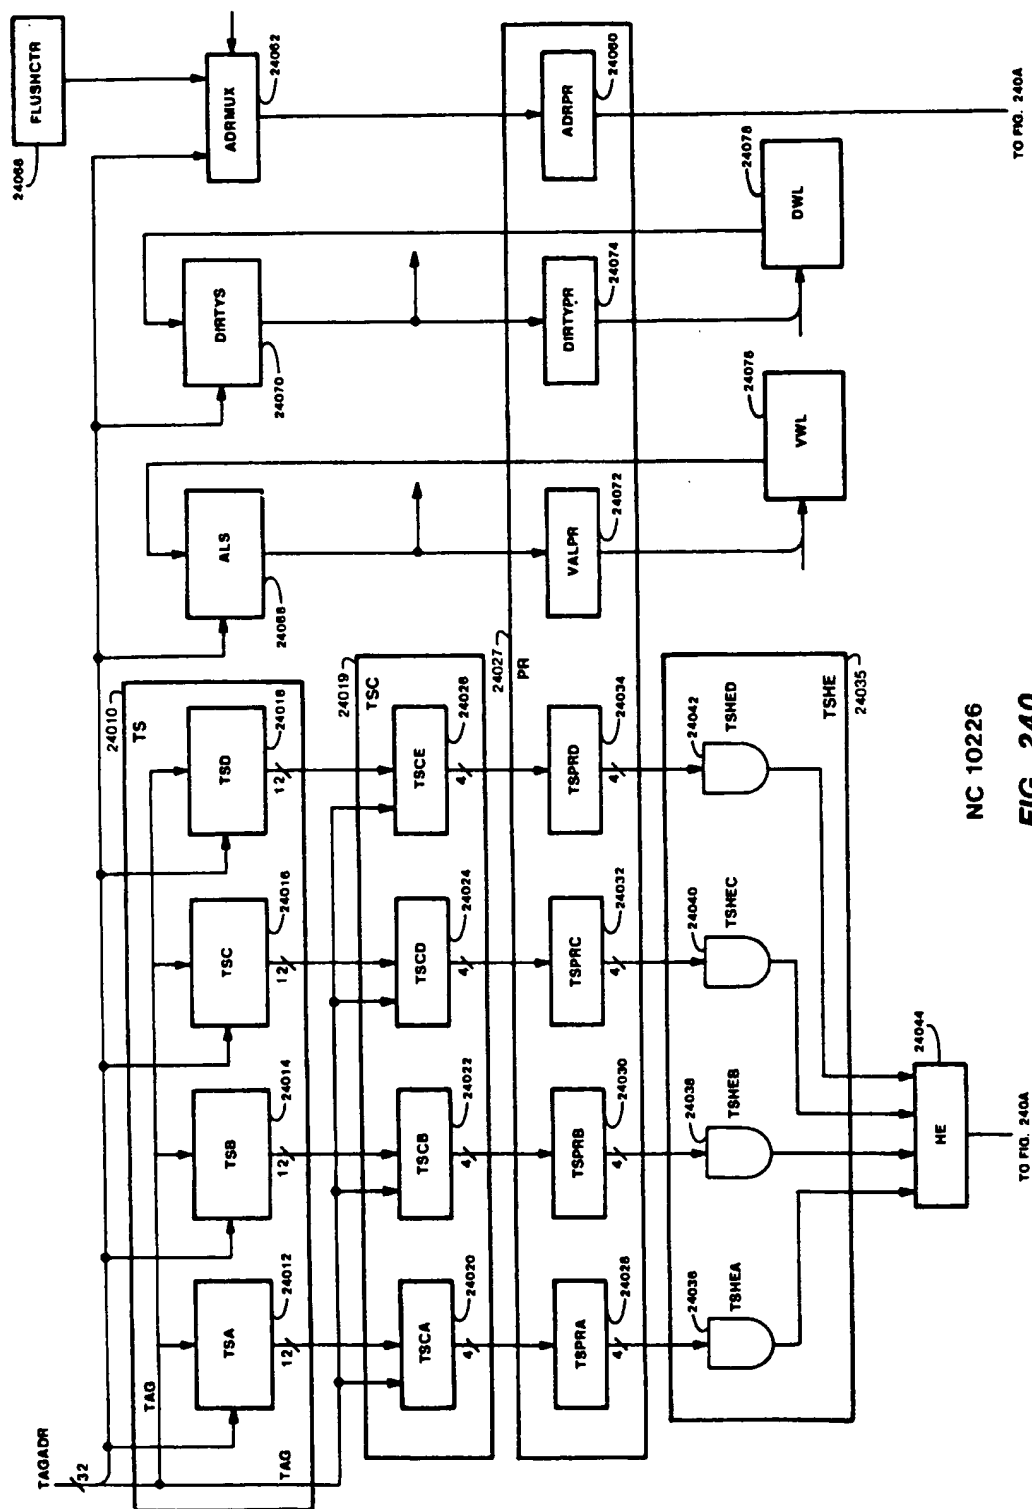 TAGADR
32
TAG
24010
TS
TSA
24012
12
TSB
24014
12
TSC
24016
12
TSD
24018
12
TAG
24019
TSC
TSCA
24020
4
TSCB
24022
4
TSCD
24024
4
TSCE
24026
4
24027
PR
TSPRA
24028
4
TSPRB
24030
4
TSPRC
24032
4
TSPRD
24034
4
24036
TSHEA
24038
TSHEB
24040
TSHEC
24042
TSHED
TSHE
24035
24044
HE
TO FIG. 240A
ALS
24068
VALPR
24072
24076
VWL
DIRTYS
24070
DIRTYPR
24074
24078
DWL
24066
FLUSHCTR
ADRMUX
24062
ADRPR
24060
TO FIG. 240A
NC 10226
FIG. 240